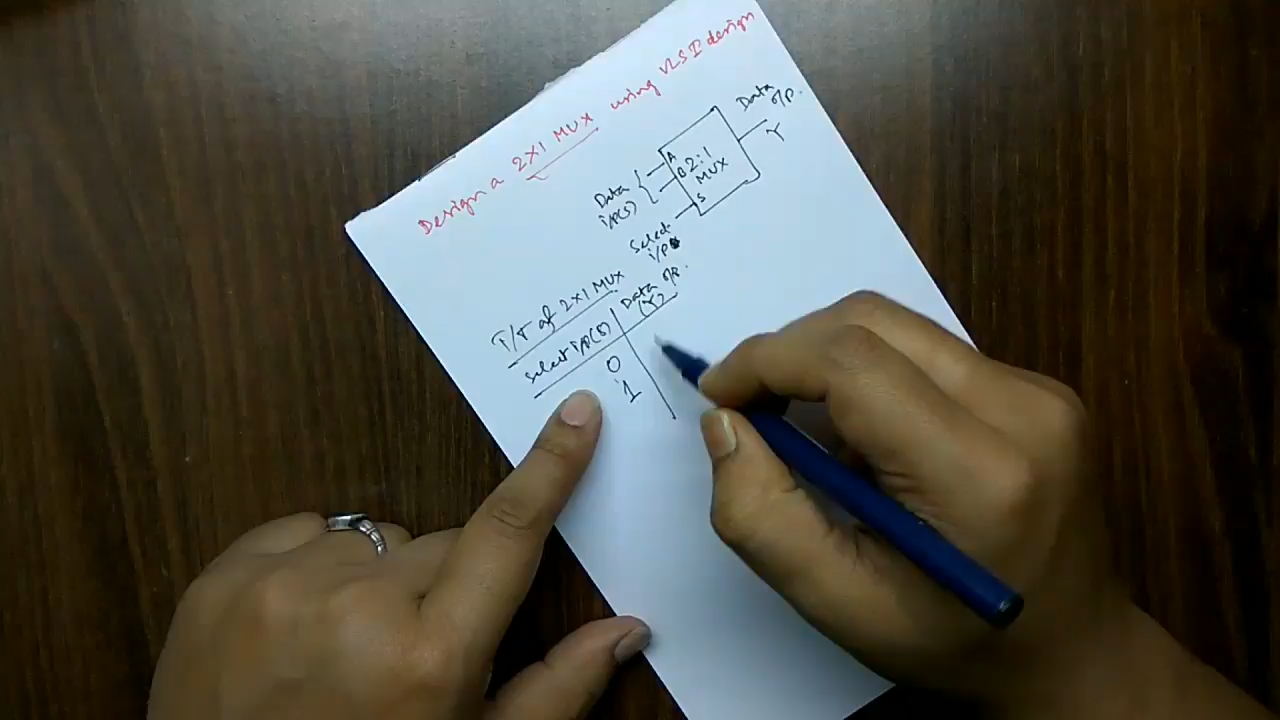 Design a 2X1 MUX using VLSI design
Data
o/p.
Y
A
B 2:1
MUX
S
Data
i/p(s)
Select
i/p
T/T of 2X1 MUX
Select i/p(S)
Data o/p.
(Y)
0
1